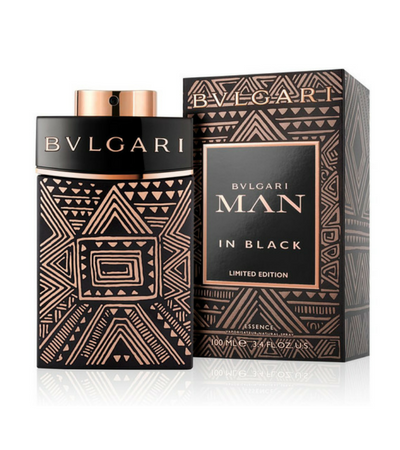 BVLGARI
BVLGARI
BVLGARI
MAN
IN BLACK
LIMITED EDITION
ESSENCE
100 ML℮ 3.4 FL.OZ.U.S.